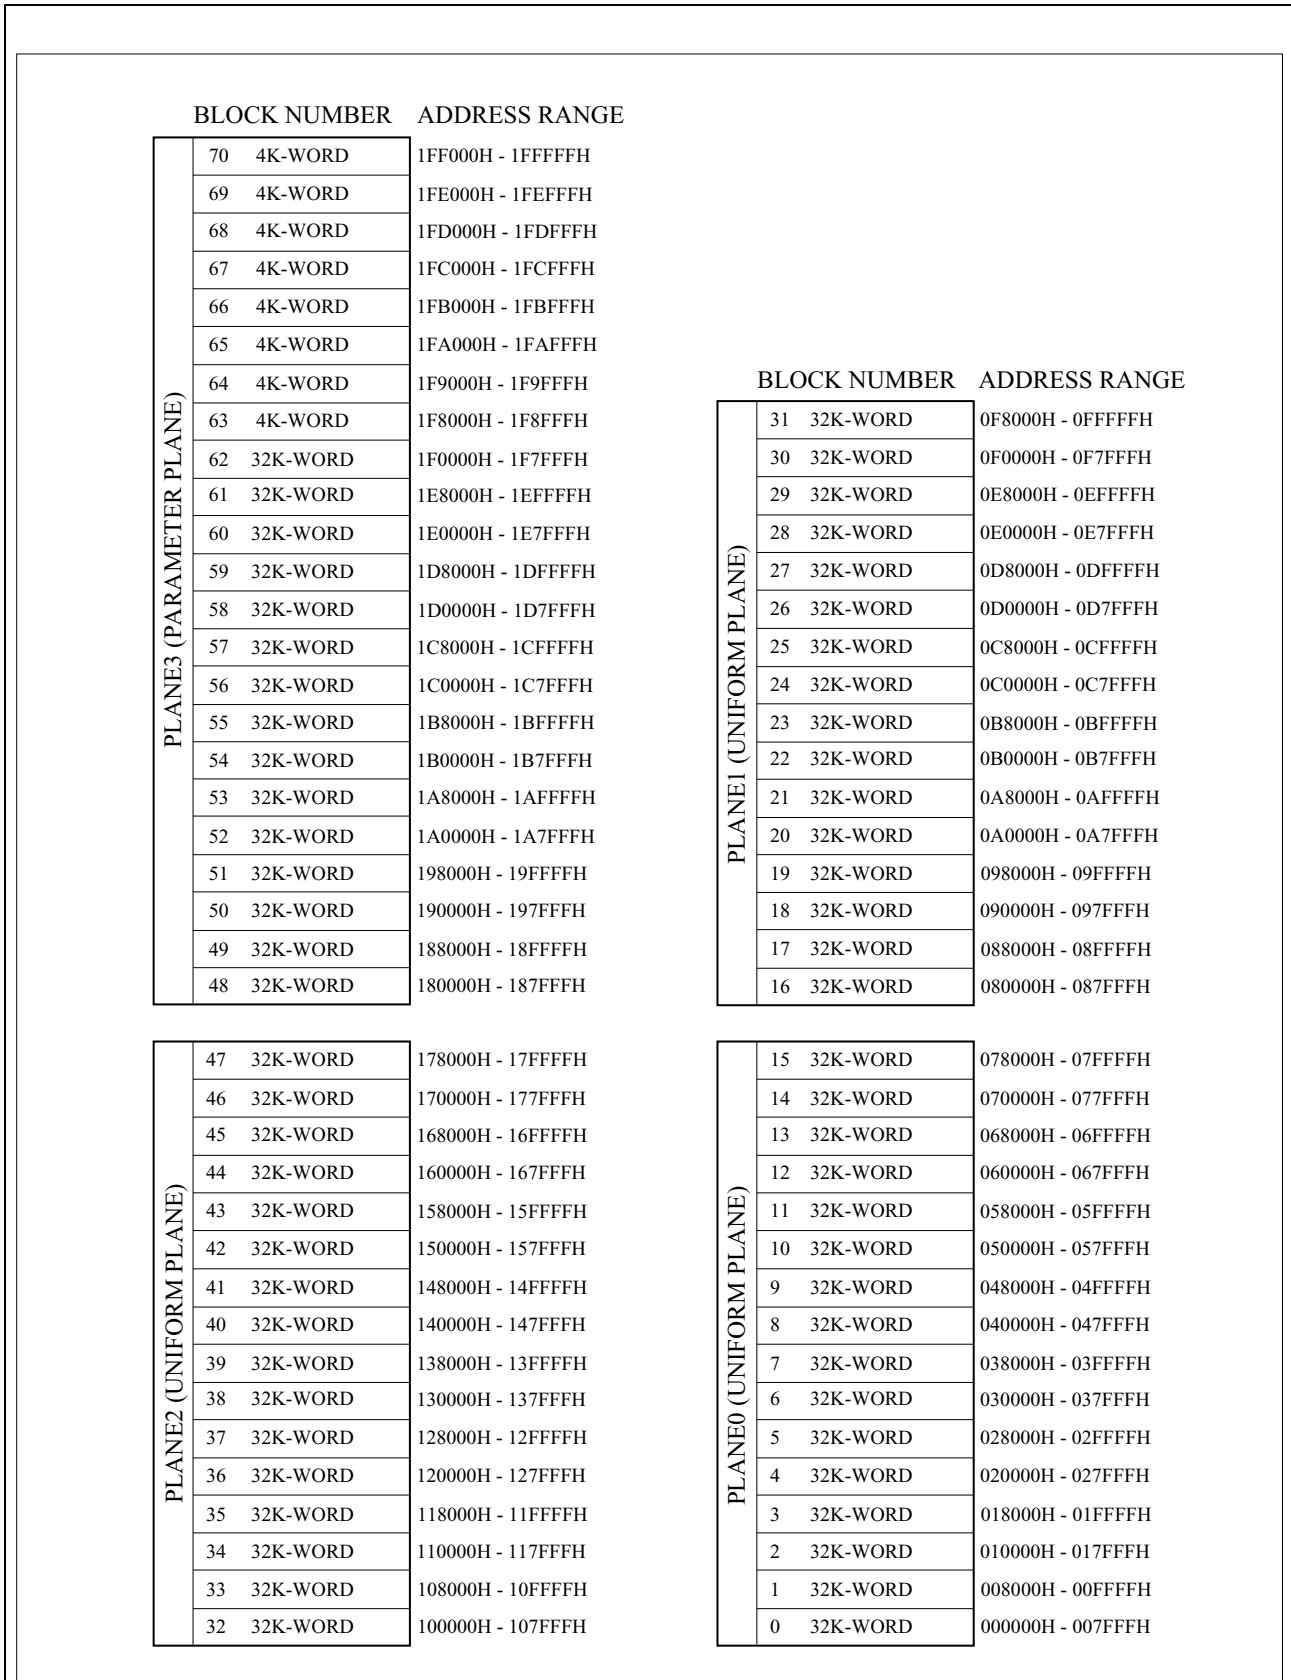 BLOCK NUMBER ADDRESS RANGE
PLANE3 (PARAMETER PLANE)
70 4K-WORD 1FF000H - 1FFFFFH
69 4K-WORD 1FE000H - 1FEFFFH
68 4K-WORD 1FD000H - 1FDFFFH
67 4K-WORD 1FC000H - 1FCFFFH
66 4K-WORD 1FB000H - 1FBFFFH
65 4K-WORD 1FA000H - 1FAFFFH
64 4K-WORD 1F9000H - 1F9FFFH
63 4K-WORD 1F8000H - 1F8FFFH
62 32K-WORD 1F0000H - 1F7FFFH
61 32K-WORD 1E8000H - 1EFFFFH
60 32K-WORD 1E0000H - 1E7FFFH
59 32K-WORD 1D8000H - 1DFFFFH
58 32K-WORD 1D0000H - 1D7FFFH
57 32K-WORD 1C8000H - 1CFFFFH
56 32K-WORD 1C0000H - 1C7FFFH
55 32K-WORD 1B8000H - 1BFFFFH
54 32K-WORD 1B0000H - 1B7FFFH
53 32K-WORD 1A8000H - 1AFFFFH
52 32K-WORD 1A0000H - 1A7FFFH
51 32K-WORD 198000H - 19FFFFH
50 32K-WORD 190000H - 197FFFH
49 32K-WORD 188000H - 18FFFFH
48 32K-WORD 180000H - 187FFFH
PLANE2 (UNIFORM PLANE)
47 32K-WORD 178000H - 17FFFFH
46 32K-WORD 170000H - 177FFFH
45 32K-WORD 168000H - 16FFFFH
44 32K-WORD 160000H - 167FFFH
43 32K-WORD 158000H - 15FFFFH
42 32K-WORD 150000H - 157FFFH
41 32K-WORD 148000H - 14FFFFH
40 32K-WORD 140000H - 147FFFH
39 32K-WORD 138000H - 13FFFFH
38 32K-WORD 130000H - 137FFFH
37 32K-WORD 128000H - 12FFFFH
36 32K-WORD 120000H - 127FFFH
35 32K-WORD 118000H - 11FFFFH
34 32K-WORD 110000H - 117FFFH
33 32K-WORD 108000H - 10FFFFH
32 32K-WORD 100000H - 107FFFH
BLOCK NUMBER ADDRESS RANGE
PLANE1 (UNIFORM PLANE)
31 32K-WORD 0F8000H - 0FFFFFH
30 32K-WORD 0F0000H - 0F7FFFH
29 32K-WORD 0E8000H - 0EFFFFH
28 32K-WORD 0E0000H - 0E7FFFH
27 32K-WORD 0D8000H - 0DFFFFH
26 32K-WORD 0D0000H - 0D7FFFH
25 32K-WORD 0C8000H - 0CFFFFH
24 32K-WORD 0C0000H - 0C7FFFH
23 32K-WORD 0B8000H - 0BFFFFH
22 32K-WORD 0B0000H - 0B7FFFH
21 32K-WORD 0A8000H - 0AFFFFH
20 32K-WORD 0A0000H - 0A7FFFH
19 32K-WORD 098000H - 09FFFFH
18 32K-WORD 090000H - 097FFFH
17 32K-WORD 088000H - 08FFFFH
16 32K-WORD 080000H - 087FFFH
PLANE0 (UNIFORM PLANE)
15 32K-WORD 078000H - 07FFFFH
14 32K-WORD 070000H - 077FFFH
13 32K-WORD 068000H - 06FFFFH
12 32K-WORD 060000H - 067FFFH
11 32K-WORD 058000H - 05FFFFH
10 32K-WORD 050000H - 057FFFH
9 32K-WORD 048000H - 04FFFFH
8 32K-WORD 040000H - 047FFFH
7 32K-WORD 038000H - 03FFFFH
6 32K-WORD 030000H - 037FFFH
5 32K-WORD 028000H - 02FFFFH
4 32K-WORD 020000H - 027FFFH
3 32K-WORD 018000H - 01FFFFH
2 32K-WORD 010000H - 017FFFH
1 32K-WORD 008000H - 00FFFFH
0 32K-WORD 000000H - 007FFFH